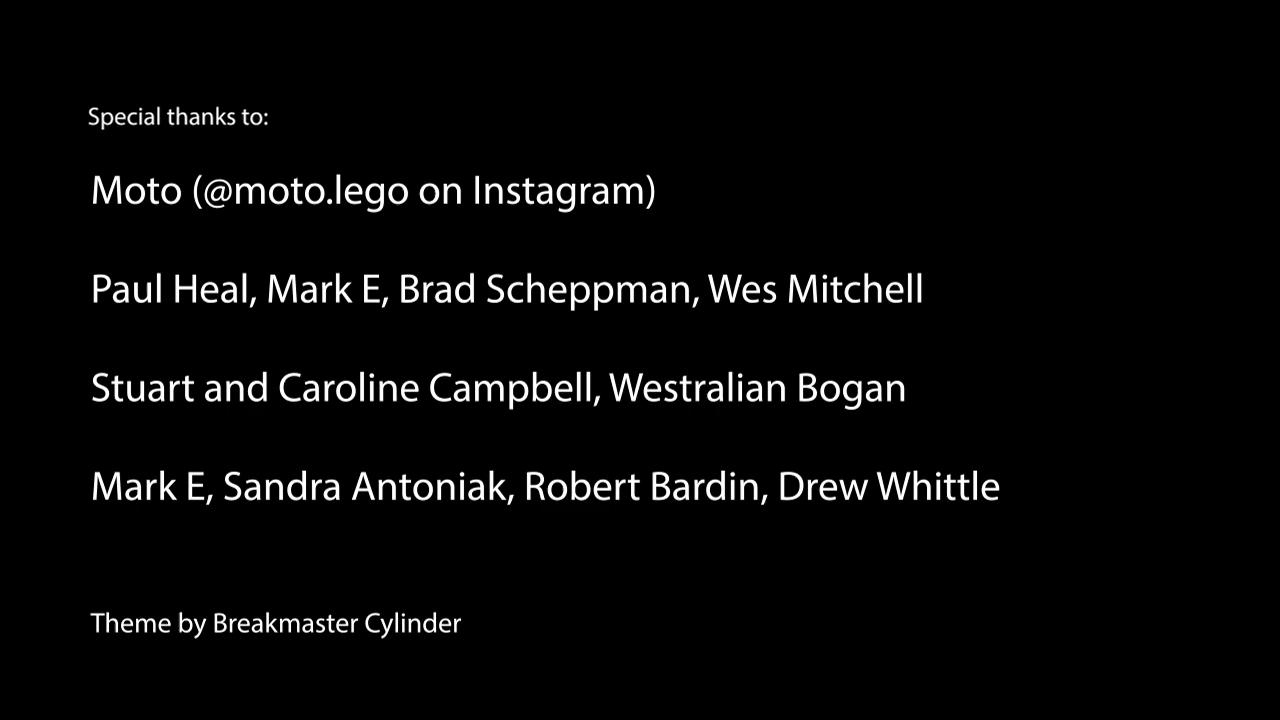 Special thanks to:
Moto (@moto.lego on Instagram)
Paul Heal, Mark E, Brad Scheppman, Wes Mitchell
Stuart and Caroline Campbell, Westralian Bogan
Mark E, Sandra Antoniak, Robert Bardin, Drew Whittle
Theme by Breakmaster Cylinder